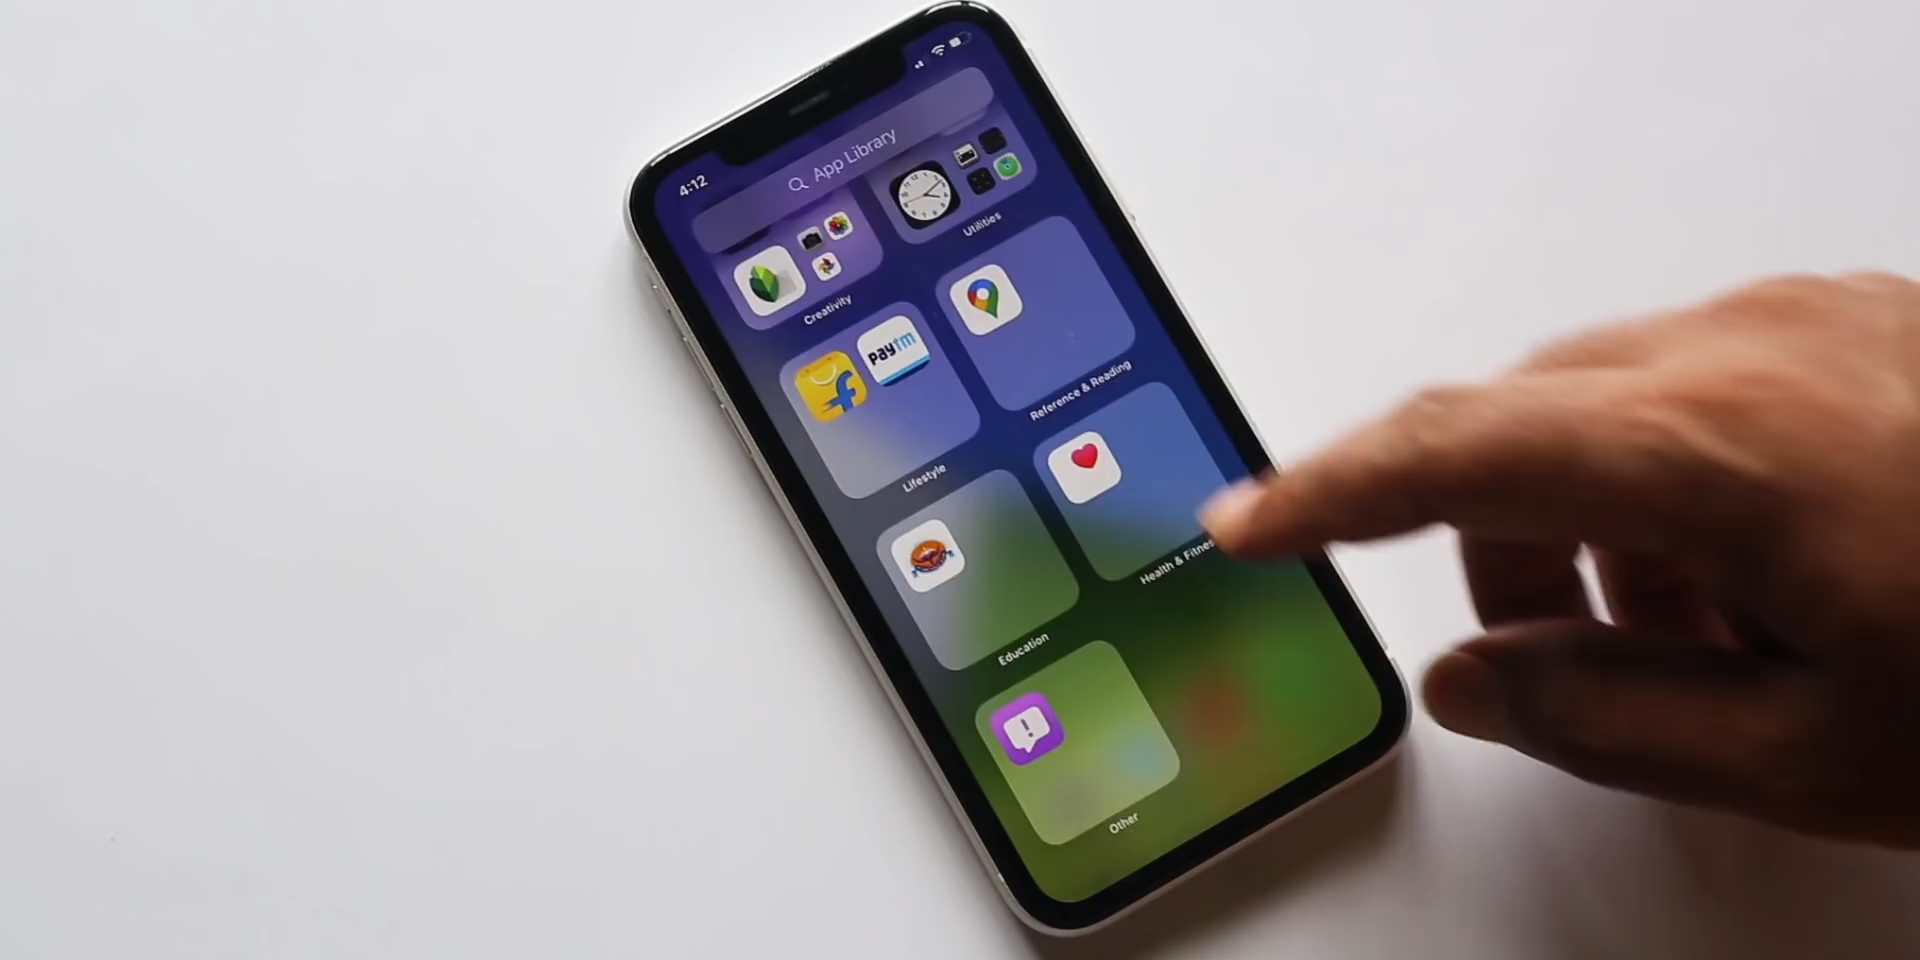 4:12
App Library
Creativity
Utilities
paytm
Lifestyle
Reference & Reading
Education
Health & Fitness
Other